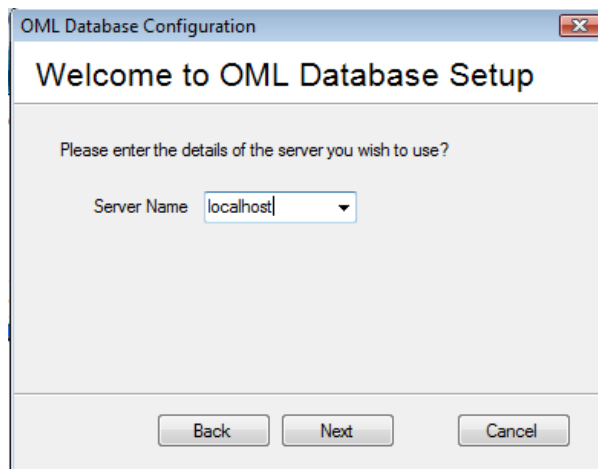 OML Database Configuration
Welcome to OML Database Setup
Please enter the details of the server you wish to use?
Server Name localhost
Back Next Cancel